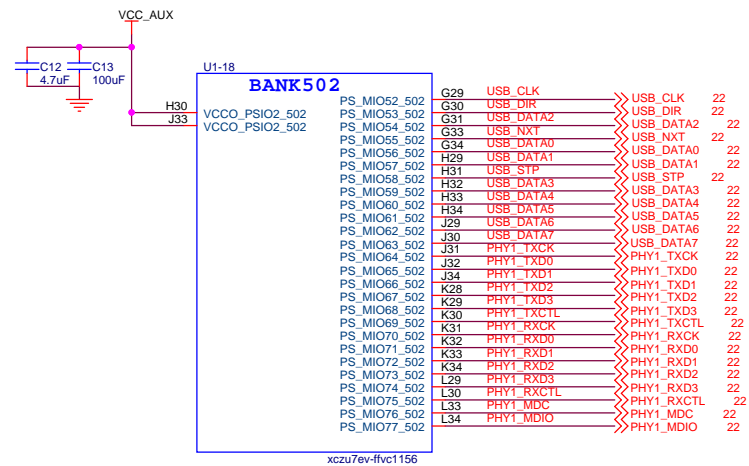 VCC_AUX
C12
4.7uF
C13
100uF
U1-18
BANK502
H30 VCCO_PSIO2_502
J33 VCCO_PSIO2_502
PS_MIO52_502 G29 USB_CLK USB_CLK 22
PS_MIO53_502 G30 USB_DIR USB_DIR 22
PS_MIO54_502 G31 USB_DATA2 USB_DATA2 22
PS_MIO55_502 G33 USB_NXT USB_NXT 22
PS_MIO56_502 G34 USB_DATA0 USB_DATA0 22
PS_MIO57_502 H29 USB_DATA1 USB_DATA1 22
PS_MIO58_502 H31 USB_STP USB_STP 22
PS_MIO59_502 H32 USB_DATA3 USB_DATA3 22
PS_MIO60_502 H33 USB_DATA4 USB_DATA4 22
PS_MIO61_502 H34 USB_DATA5 USB_DATA5 22
PS_MIO62_502 J29 USB_DATA6 USB_DATA6 22
PS_MIO63_502 J30 USB_DATA7 USB_DATA7 22
PS_MIO64_502 J31 PHY1_TXCK PHY1_TXCK 22
PS_MIO65_502 J32 PHY1_TXD0 PHY1_TXD0 22
PS_MIO66_502 J34 PHY1_TXD1 PHY1_TXD1 22
PS_MIO67_502 K28 PHY1_TXD2 PHY1_TXD2 22
PS_MIO68_502 K29 PHY1_TXD3 PHY1_TXD3 22
PS_MIO69_502 K30 PHY1_TXCTL PHY1_TXCTL 22
PS_MIO70_502 K31 PHY1_RXCK PHY1_RXCK 22
PS_MIO71_502 K32 PHY1_RXD0 PHY1_RXD0 22
PS_MIO72_502 K33 PHY1_RXD1 PHY1_RXD1 22
PS_MIO73_502 K34 PHY1_RXD2 PHY1_RXD2 22
PS_MIO74_502 L29 PHY1_RXD3 PHY1_RXD3 22
PS_MIO75_502 L30 PHY1_RXCTL PHY1_RXCTL 22
PS_MIO76_502 L33 PHY1_MDC PHY1_MDC 22
PS_MIO77_502 L34 PHY1_MDIO PHY1_MDIO 22
xczu7ev-ffvc1156